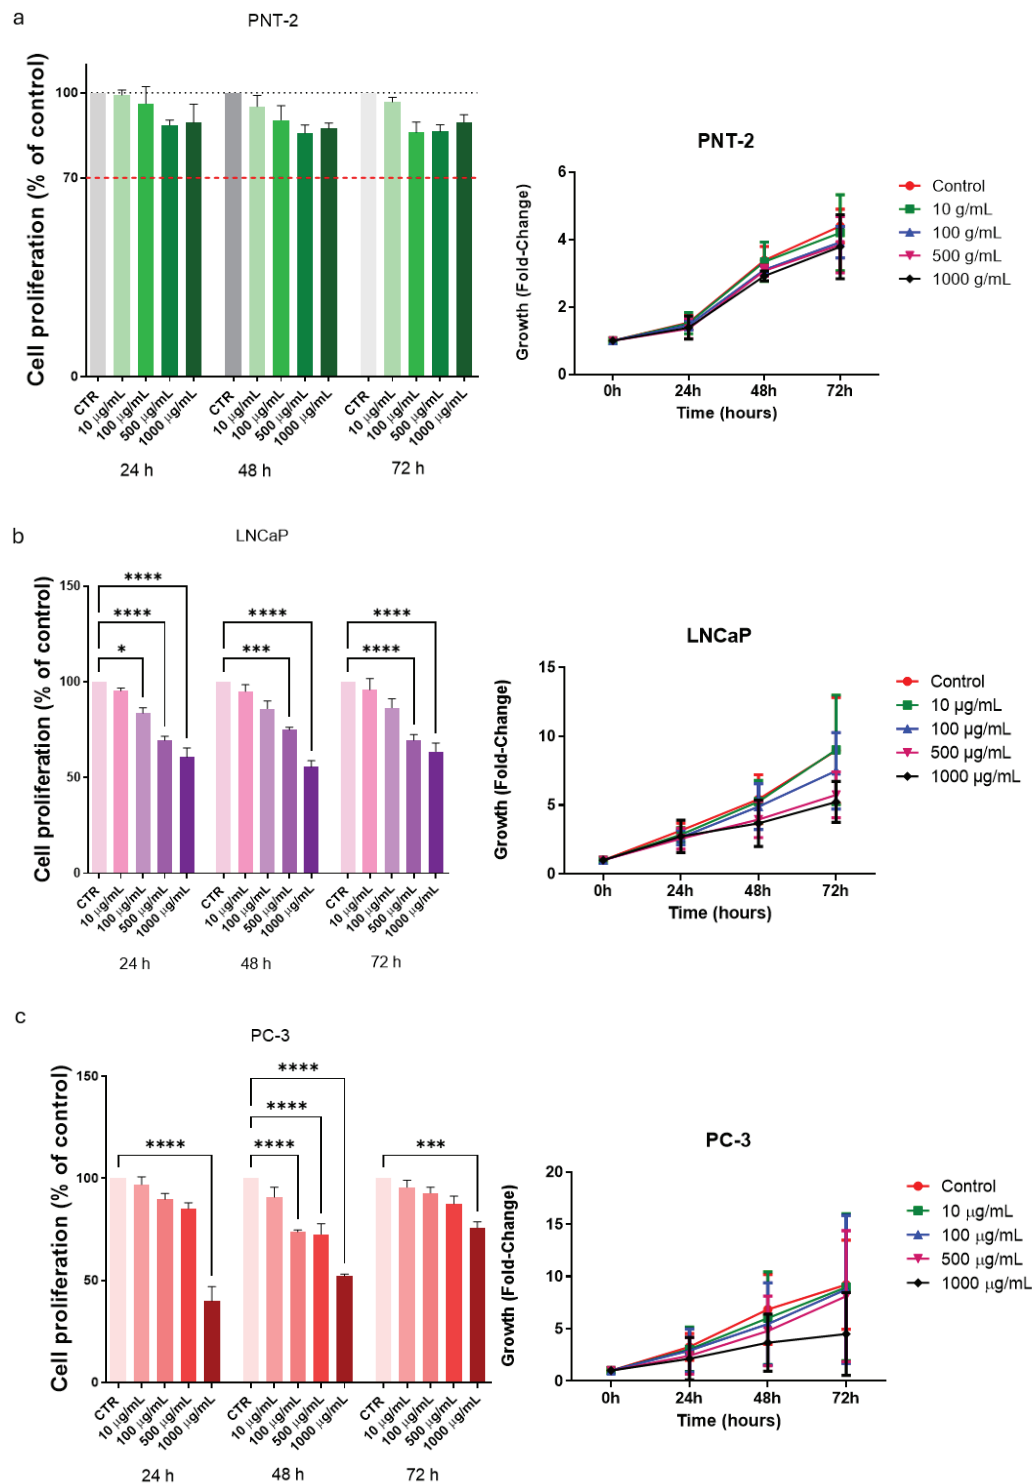 a
PNT-2
Cell proliferation (% of control)
100
70
0
CTR
10 µg/mL
100 µg/mL
500 µg/mL
1000 µg/mL
CTR
10 µg/mL
100 µg/mL
500 µg/mL
1000 µg/mL
CTR
10 µg/mL
100 µg/mL
500 µg/mL
1000 µg/mL
24 h
48 h
72 h
PNT-2
Growth (Fold-Change)
6
4
2
0
0h
24h
48h
72h
Time (hours)
Control
10 g/mL
100 g/mL
500 g/mL
1000 g/mL
b
LNCaP
Cell proliferation (% of control)
150
100
50
0
****
****
*
****
***
****
****
CTR
10 µg/mL
100 µg/mL
500 µg/mL
1000 µg/mL
CTR
10 µg/mL
100 µg/mL
500 µg/mL
1000 µg/mL
CTR
10 µg/mL
100 µg/mL
500 µg/mL
1000 µg/mL
24 h
48 h
72 h
LNCaP
Growth (Fold-Change)
15
10
5
0
0h
24h
48h
72h
Time (hours)
Control
10 µg/mL
100 µg/mL
500 µg/mL
1000 µg/mL
c
PC-3
Cell proliferation (% of control)
150
100
50
0
****
****
****
****
***
CTR
10 µg/mL
100 µg/mL
500 µg/mL
1000 µg/mL
CTR
10 µg/mL
100 µg/mL
500 µg/mL
1000 µg/mL
CTR
10 µg/mL
100 µg/mL
500 µg/mL
1000 µg/mL
24 h
48 h
72 h
PC-3
Growth (Fold-Change)
20
15
10
5
0
0h
24h
48h
72h
Time (hours)
Control
10 µg/mL
100 µg/mL
500 µg/mL
1000 µg/mL